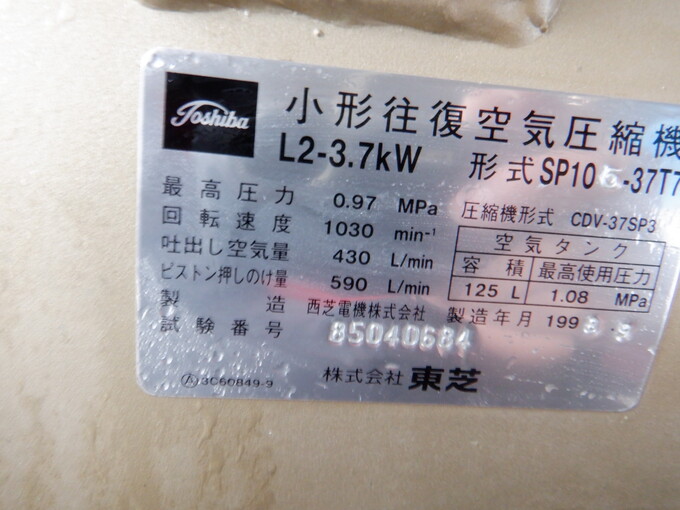 Toshiba
小形往復空気圧縮機
L2-3.7kW 形式 SP10 -37T7
最高圧力 0.97 MPa
回転速度 1030 min⁻¹
吐出し空気量 430 L/min
ピストン押しのけ量 590 L/min
圧縮機形式 CDV-37SP3
空気タンク
容積 最高使用圧力
125 L 1.08 MPa
製造 西芝電機株式会社 製造年月 199
試験番号 85040684
Ⓐ3C60849-9 株式会社 東芝